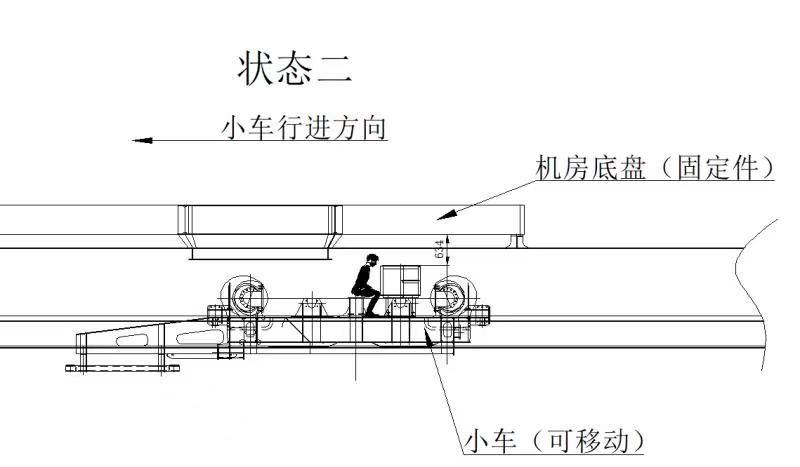 状态二
小车行进方向
机房底盘（固定件）
634
小车（可移动）